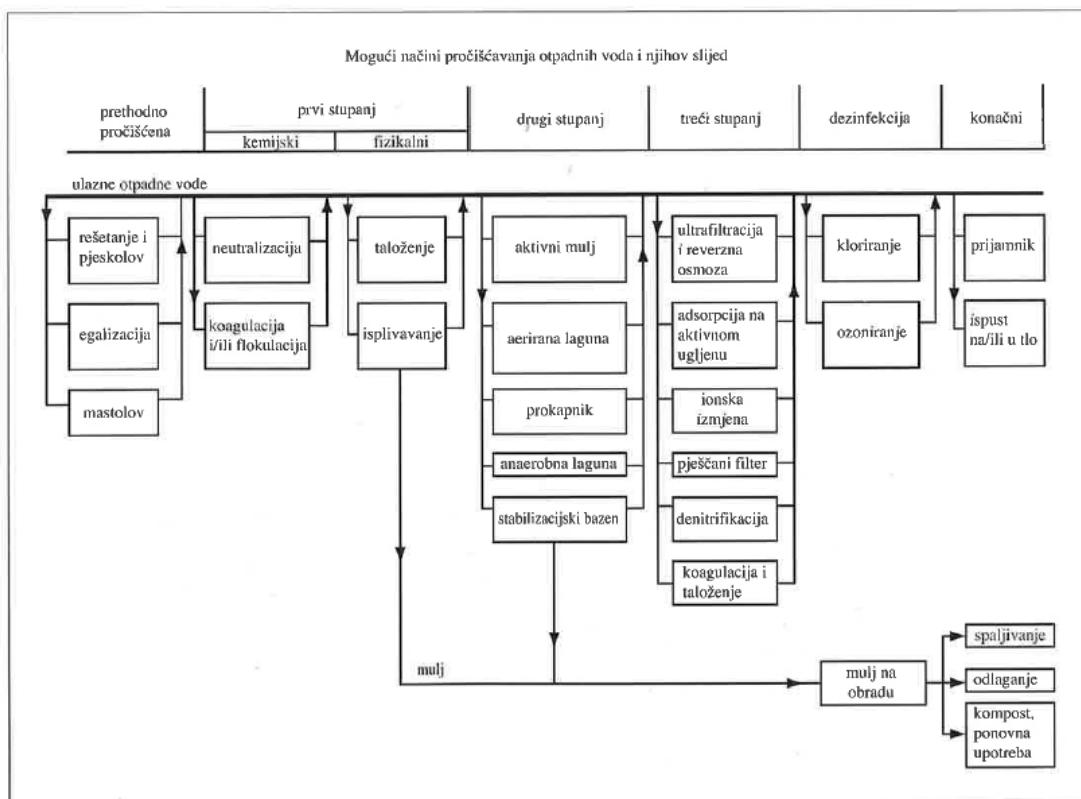 Mogući načini pročišćavanja otpadnih voda i njihov slijed
prethodno
pročišćena
prvi stupanj
kemijski
fizikalni
drugi stupanj
treći stupanj
dezinfekcija
konačni
ulazne otpadne vode
rešetanje i
pjeskolov
egalizacija
mastolov
neutralizacija
koagulacija
i/ili flokulacija
taloženje
isplivavanje
aktivni mulj
aerirana laguna
prokapnik
anaerobna laguna
stabilizacijski bazen
ultrafiltracija
i reverzna
osmoza
adsorpcija na
aktivnom
ugljenu
ionska
izmjena
pješčani filter
denitrifikacija
koagulacija i
taloženje
kloriranje
ozoniranje
prijamnik
ispust
na/ili u tlo
mulj
mulj na
obradu
spaljivanje
odlaganje
kompost,
ponovna
upotreba